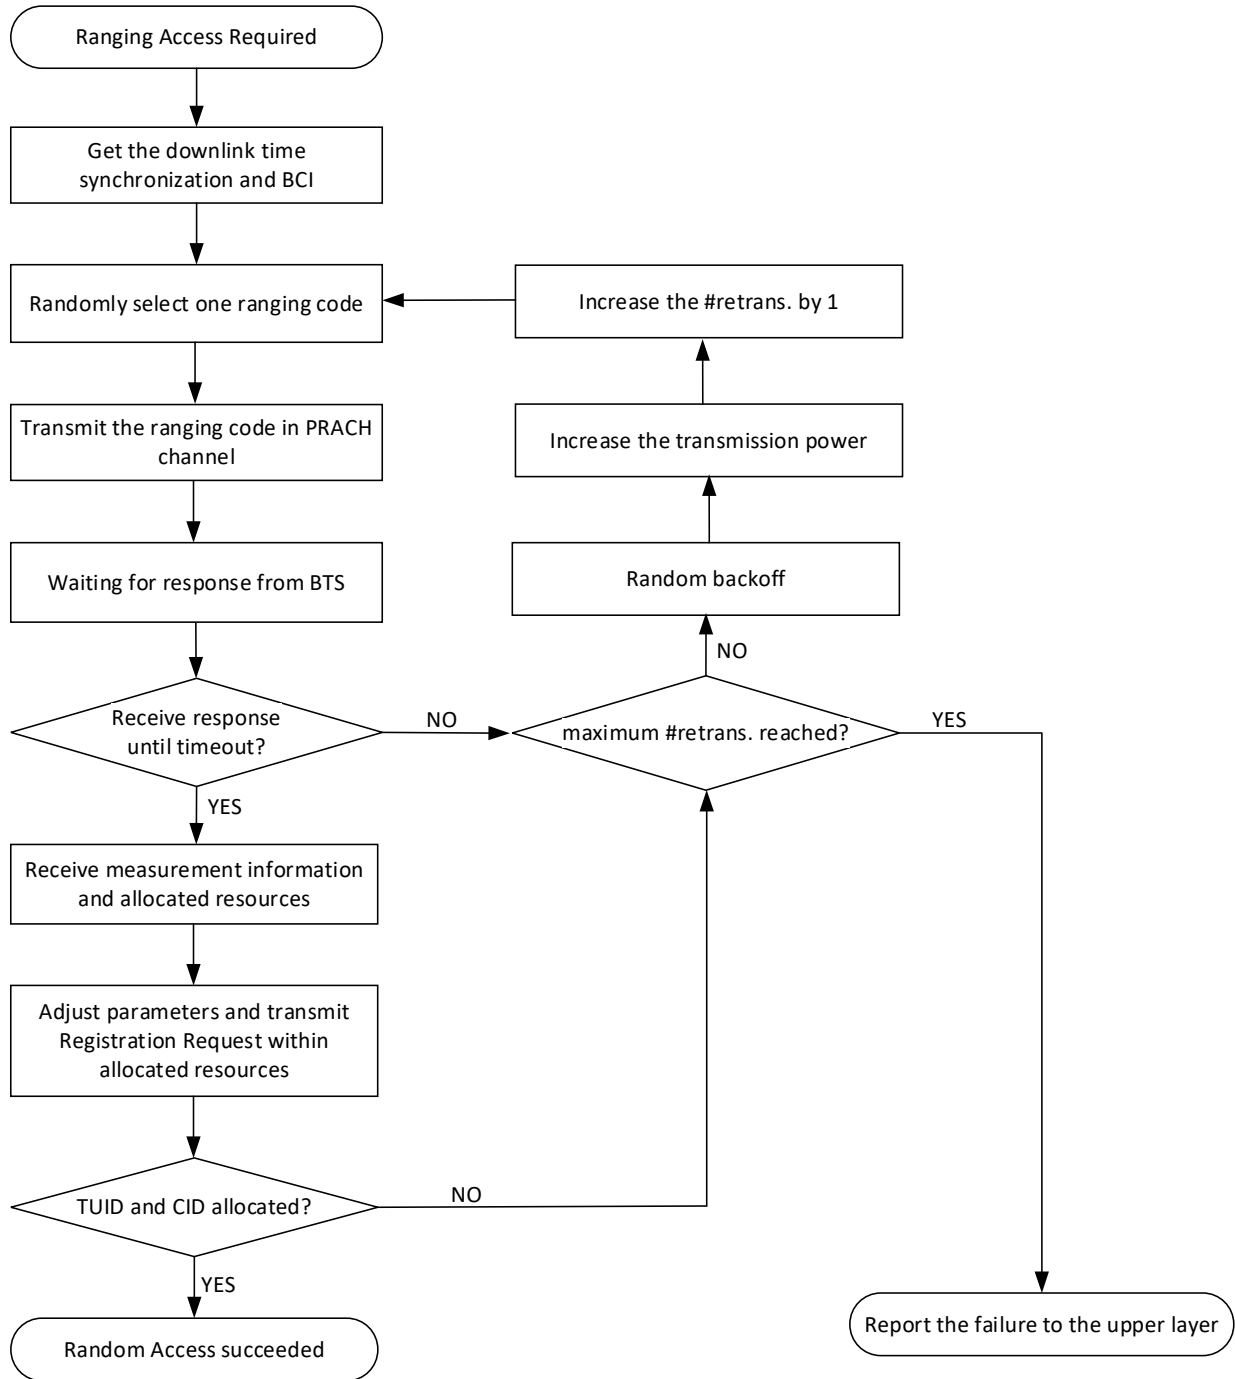 Ranging Access Required
Get the downlink time
synchronization and BCI
Randomly select one ranging code
Increase the #retrans. by 1
Transmit the ranging code in PRACH
channel
Increase the transmission power
Waiting for response from BTS
Random backoff
NO
Receive response
until timeout?
NO
maximum #retrans. reached?
YES
YES
Receive measurement information
and allocated resources
Adjust parameters and transmit
Registration Request within
allocated resources
TUID and CID allocated?
NO
YES
Random Access succeeded
Report the failure to the upper layer